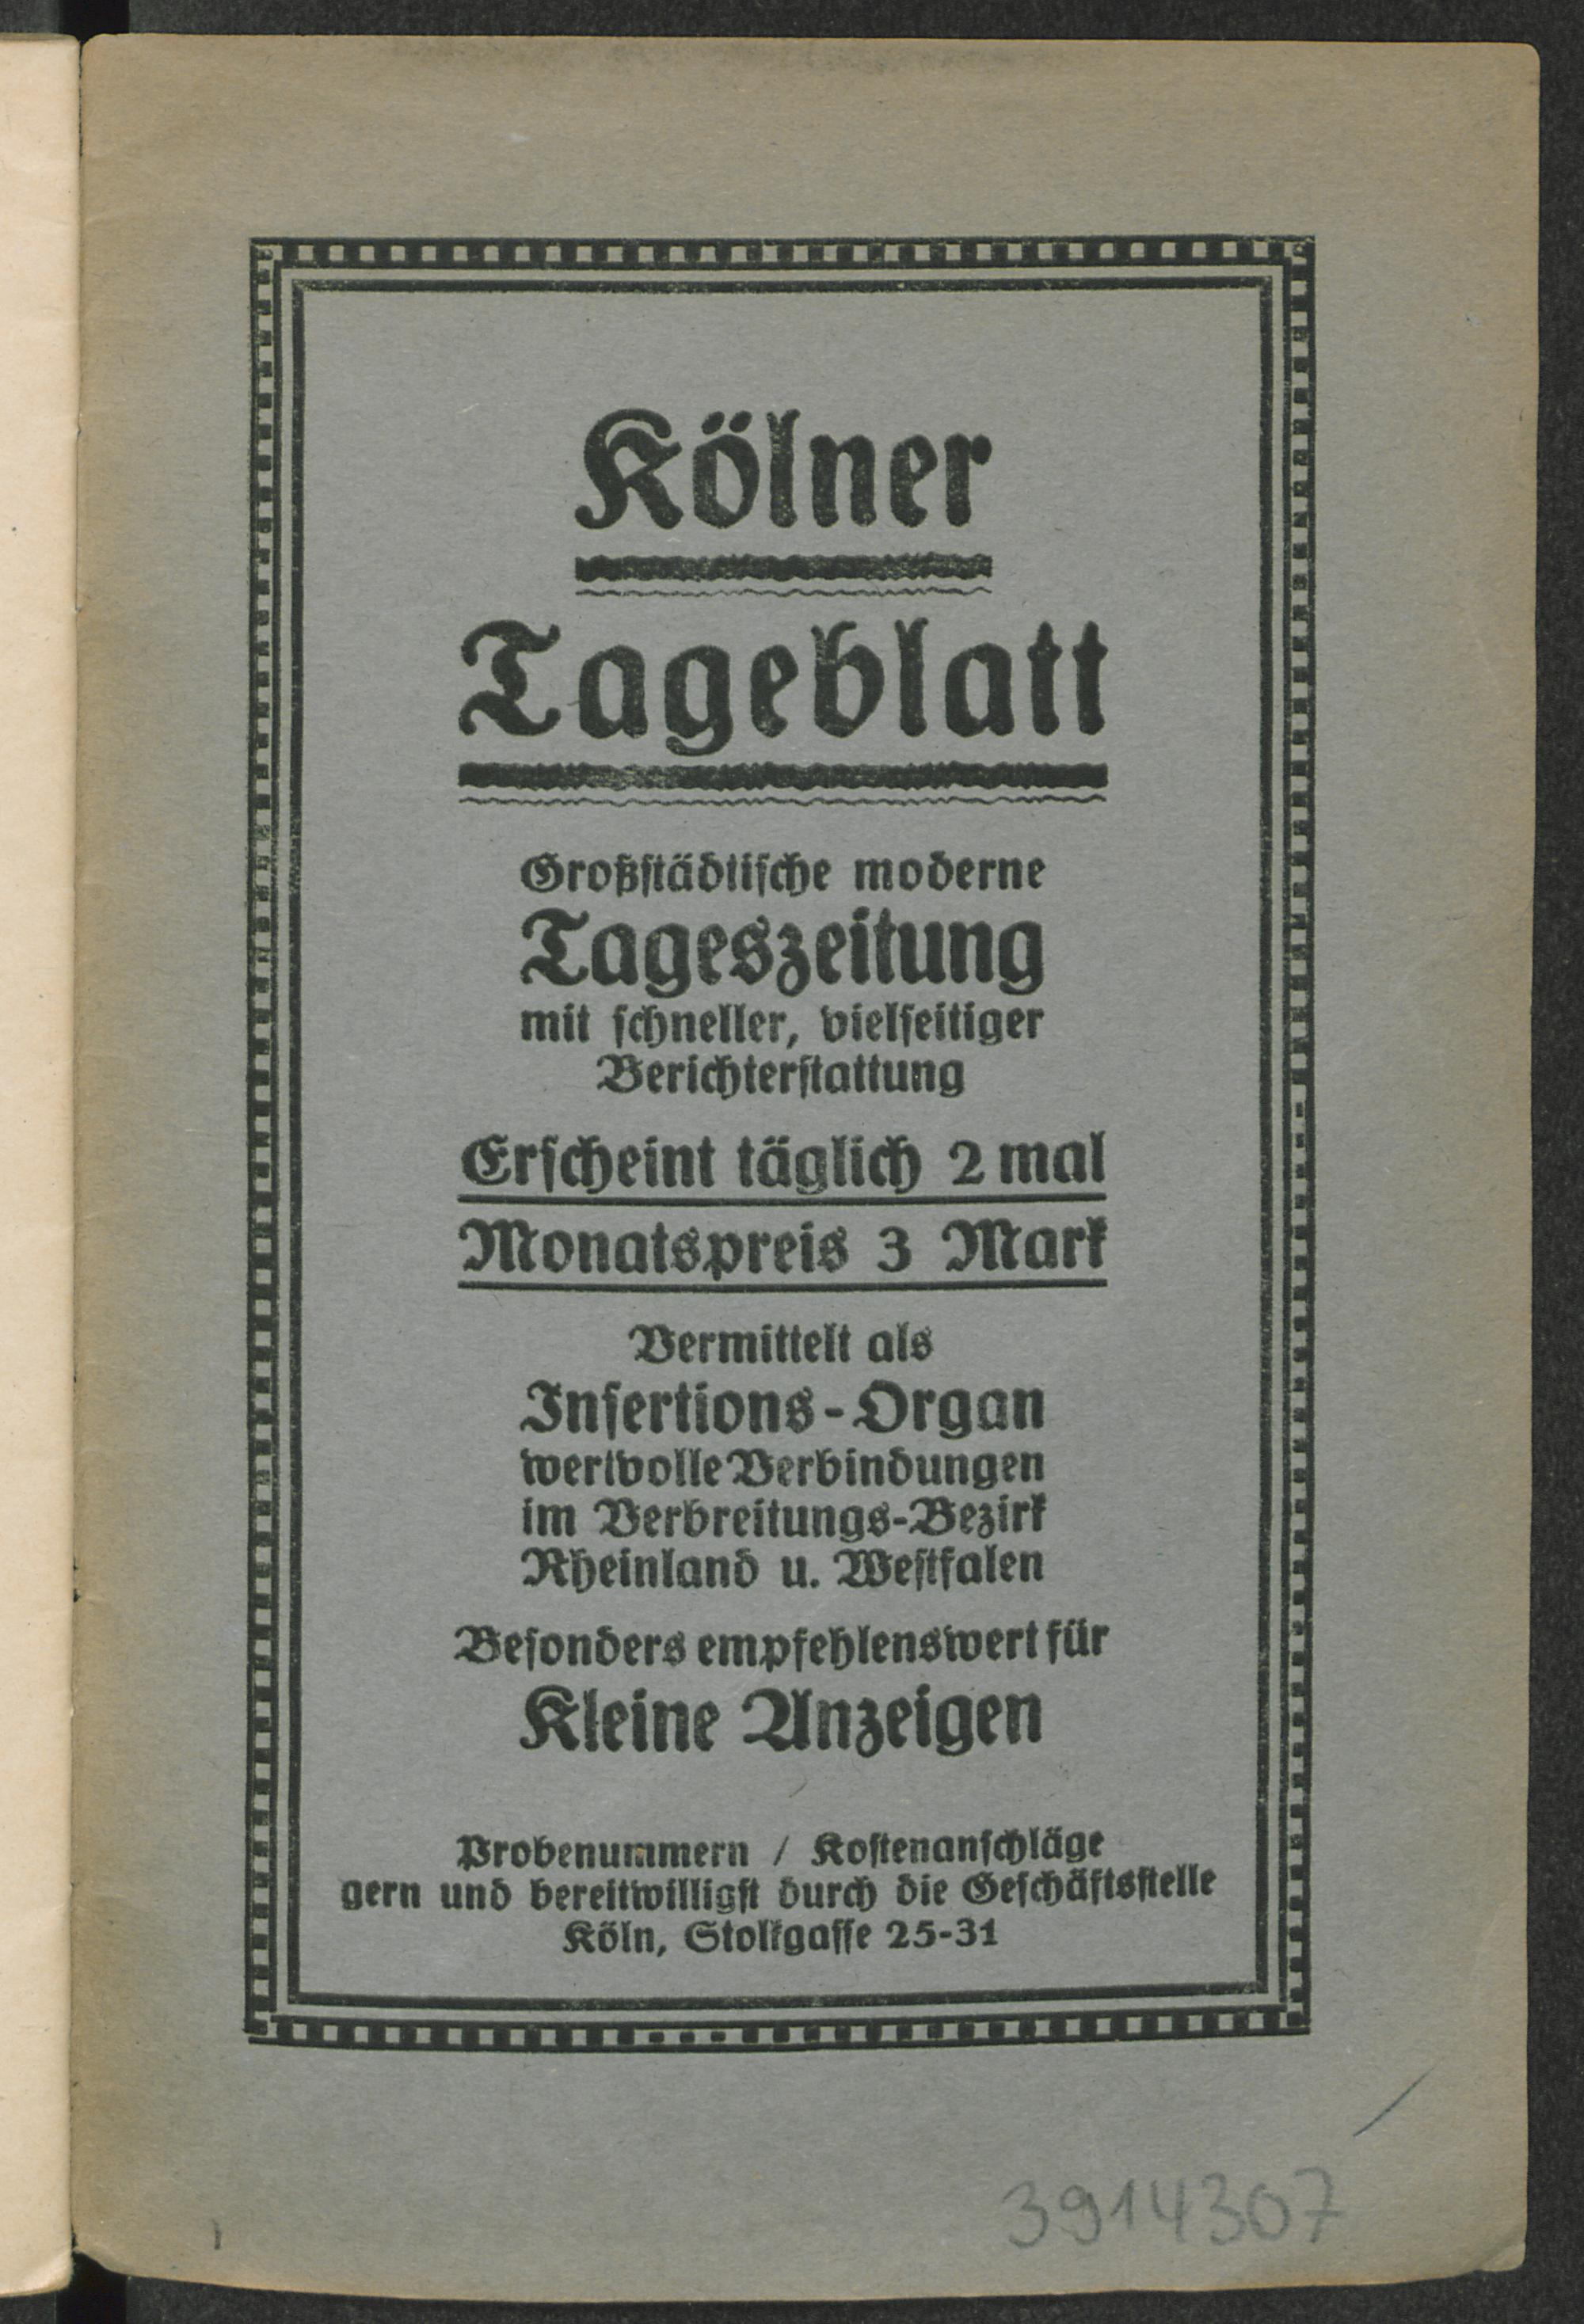 Kölner
Tageblatt
Großstädtische moderne
Tageszeitung
mit schneller, vielseitiger
Berichterstattung
Erscheint täglich 2 mal
Monatspreis 3 Mark
Vermittelt als
Insertions-Organ
wertvolle Verbindungen
im Verbreitungs-Bezirk
Rheinland u. Westfalen
Besonders empfehlenswert für
Kleine Anzeigen
Probenummern / Kostenanschläge
gern und bereitwilligst durch die Geschäftsstelle
Köln, Stolkgasse 25-31
3914307